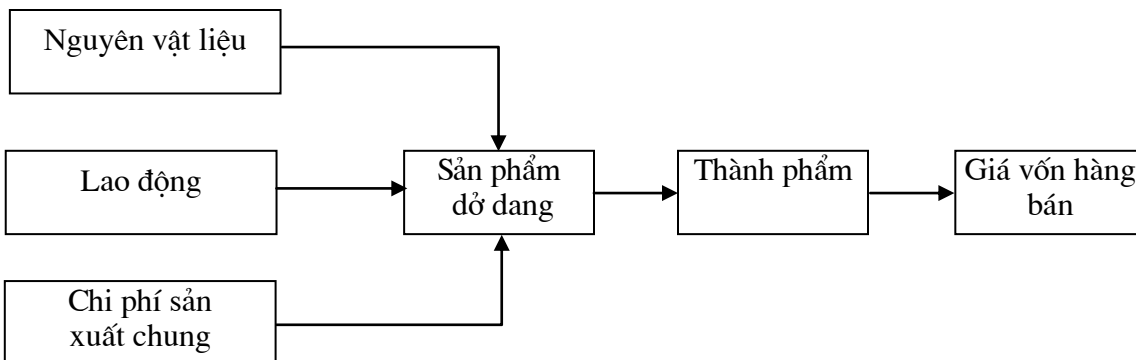 Nguyên vật liệu
Lao động
Chi phí sản
xuất chung
Sản phẩm
dở dang
Thành phẩm
Giá vốn hàng
bán